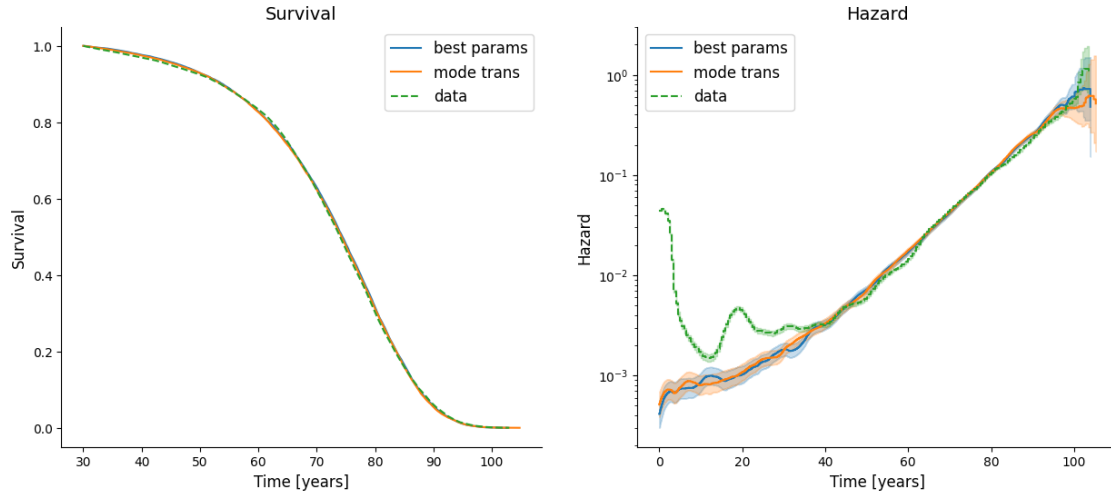 Survival
Hazard
Survival
1.0
0.8
0.6
0.4
0.2
0.0
best params
mode trans
data
30 40 50 60 70 80 90 100
Time [years]
Hazard
10⁰
10⁻¹
10⁻²
10⁻³
best params
mode trans
data
0 20 40 60 80 100
Time [years]